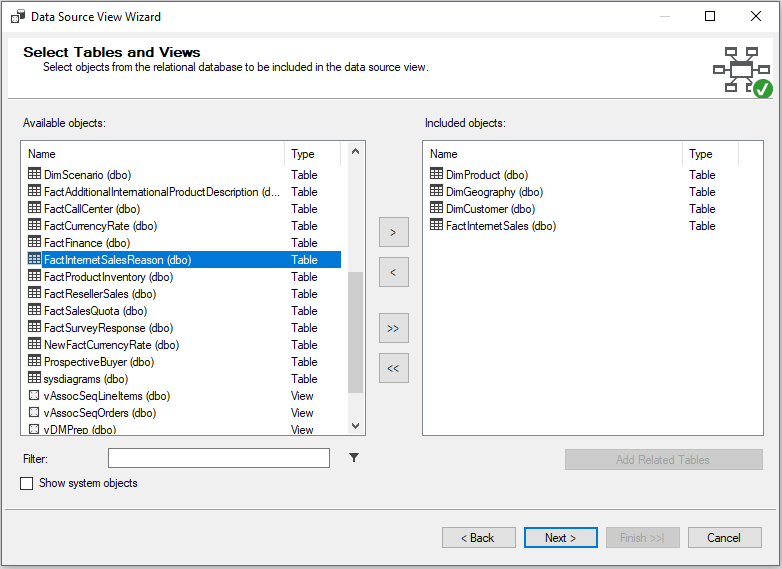 Data Source View Wizard
Select Tables and Views
Select objects from the relational database to be included in the data source view.
Available objects:
Name Type
DimScenario (dbo) Table
FactAdditionalInternationalProductDescription (d... Table
FactCallCenter (dbo) Table
FactCurrencyRate (dbo) Table
FactFinance (dbo) Table
FactInternetSalesReason (dbo) Table
FactProductInventory (dbo) Table
FactResellerSales (dbo) Table
FactSalesQuota (dbo) Table
FactSurveyResponse (dbo) Table
NewFactCurrencyRate (dbo) Table
ProspectiveBuyer (dbo) Table
sysdiagrams (dbo) Table
vAssocSeqLineItems (dbo) View
vAssocSeqOrders (dbo) View
vDMPrep (dbo) View
>
<
>>
<<
Included objects:
Name Type
DimProduct (dbo) Table
DimGeography (dbo) Table
DimCustomer (dbo) Table
FactInternetSales (dbo) Table
Filter:
Add Related Tables
Show system objects
< Back Next > Finish >>| Cancel